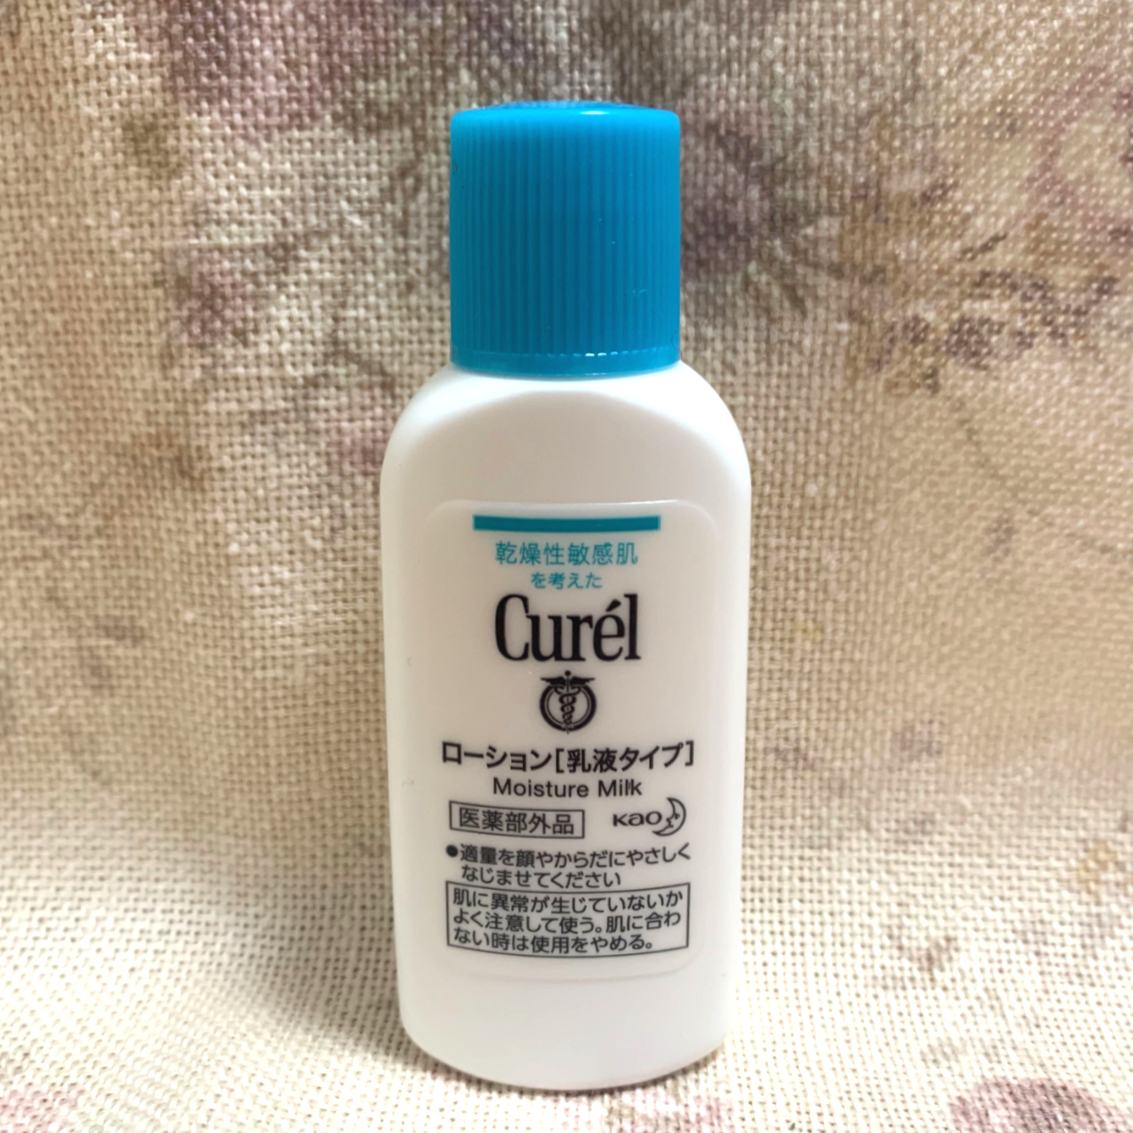 乾燥性敏感肌
を考えた
Curél
ローション[乳液タイプ]
Moisture Milk
医薬部外品 Kao
●適量を顔やからだにやさしく
なじませてください
肌に異常が生じていないか
よく注意して使う。肌に合わ
ない時は使用をやめる。